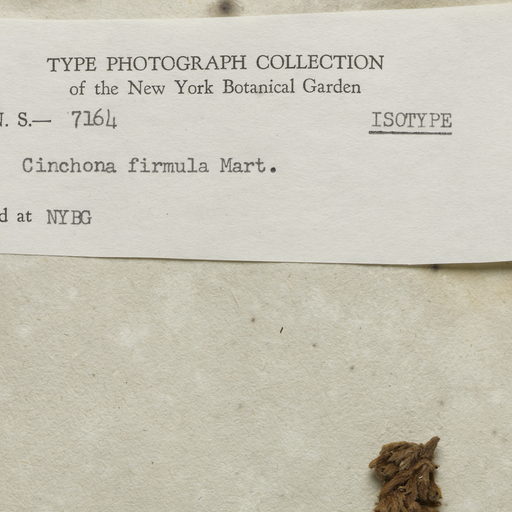 TYPE PHOTOGRAPH COLLECTION
of the New York Botanical Garden
N. S.— 7164 ISOTYPE
Cinchona firmula Mart.
d at NYBG